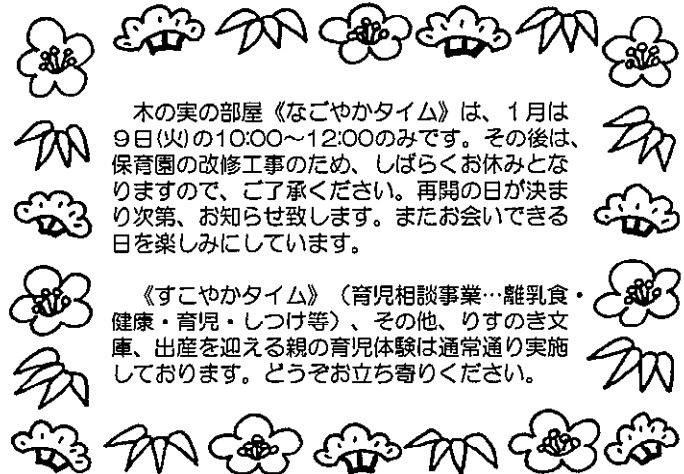 木の実の部屋《なごやかタイム》は、1月は
9日(火)の10:00～12:00のみです。その後は、
保育園の改修工事のため、しばらくお休みとな
りますので、ご了承ください。再開の日が決ま
り次第、お知らせ致します。またお会いできる
日を楽しみにしています。
《すこやかタイム》（育児相談事業…離乳食・
健康・育児・しつけ等）、その他、りすのき文
庫、出産を迎える親の育児体験は通常通り実施
しております。どうぞお立ち寄りください。